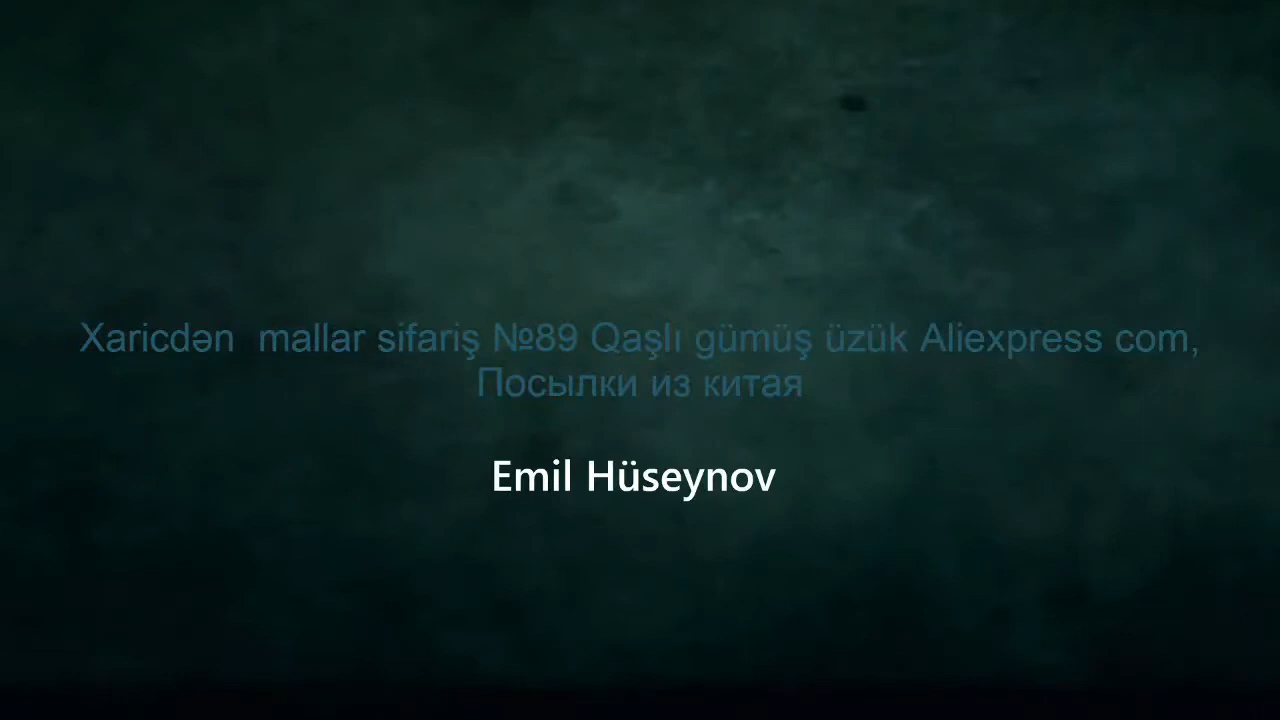 Xaricdən  mallar sifariş №89 Qaşlı gümüş üzük Aliexpress com,
Посылки из китая
Emil Hüseynov